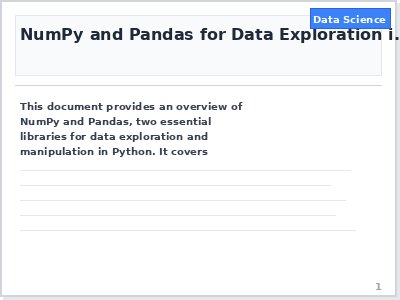 Data Science
NumPy and Pandas for Data Exploration i.
This document provides an overview of
NumPy and Pandas, two essential
libraries for data exploration and
manipulation in Python. It covers
1